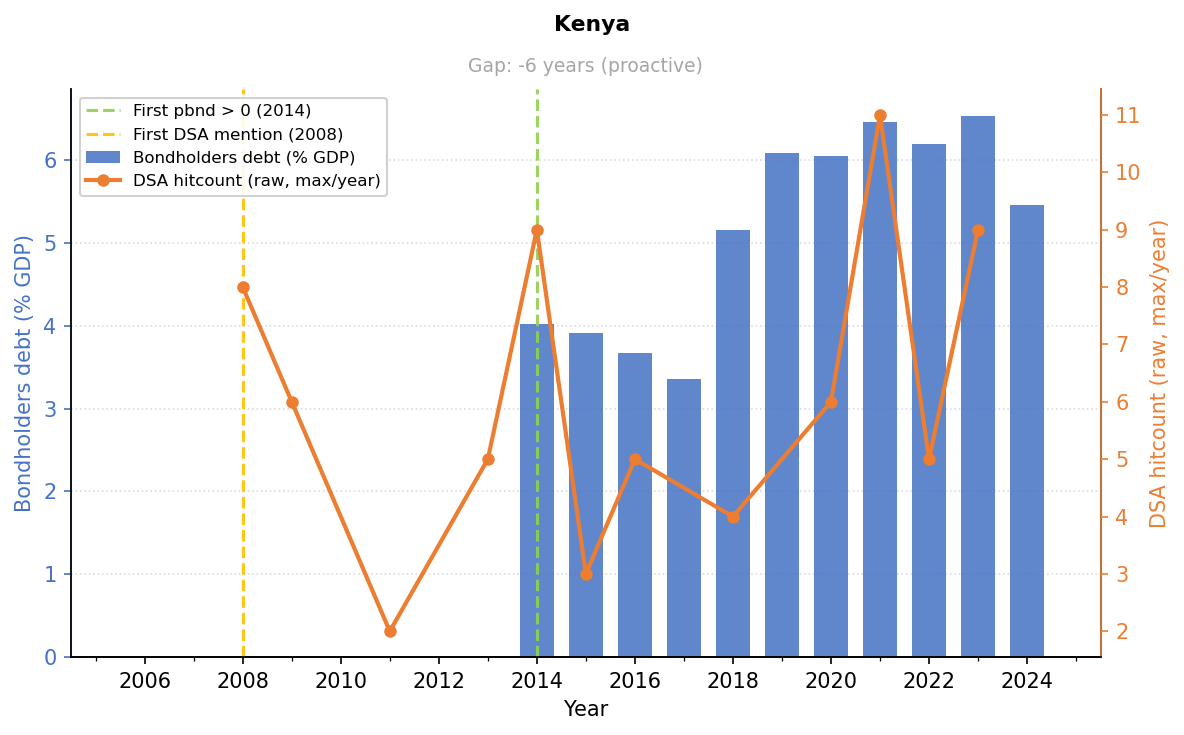 Kenya
Gap: -6 years (proactive)
First pbnd > 0 (2014)
First DSA mention (2008)
Bondholders debt (% GDP)
DSA hitcount (raw, max/year)
Bondholders debt (% GDP)
6
5
4
3
2
1
0
11
10
9
8
7
6
5
4
3
2
DSA hitcount (raw, max/year)
2006 2008 2010 2012 2014 2016 2018 2020 2022 2024
Year